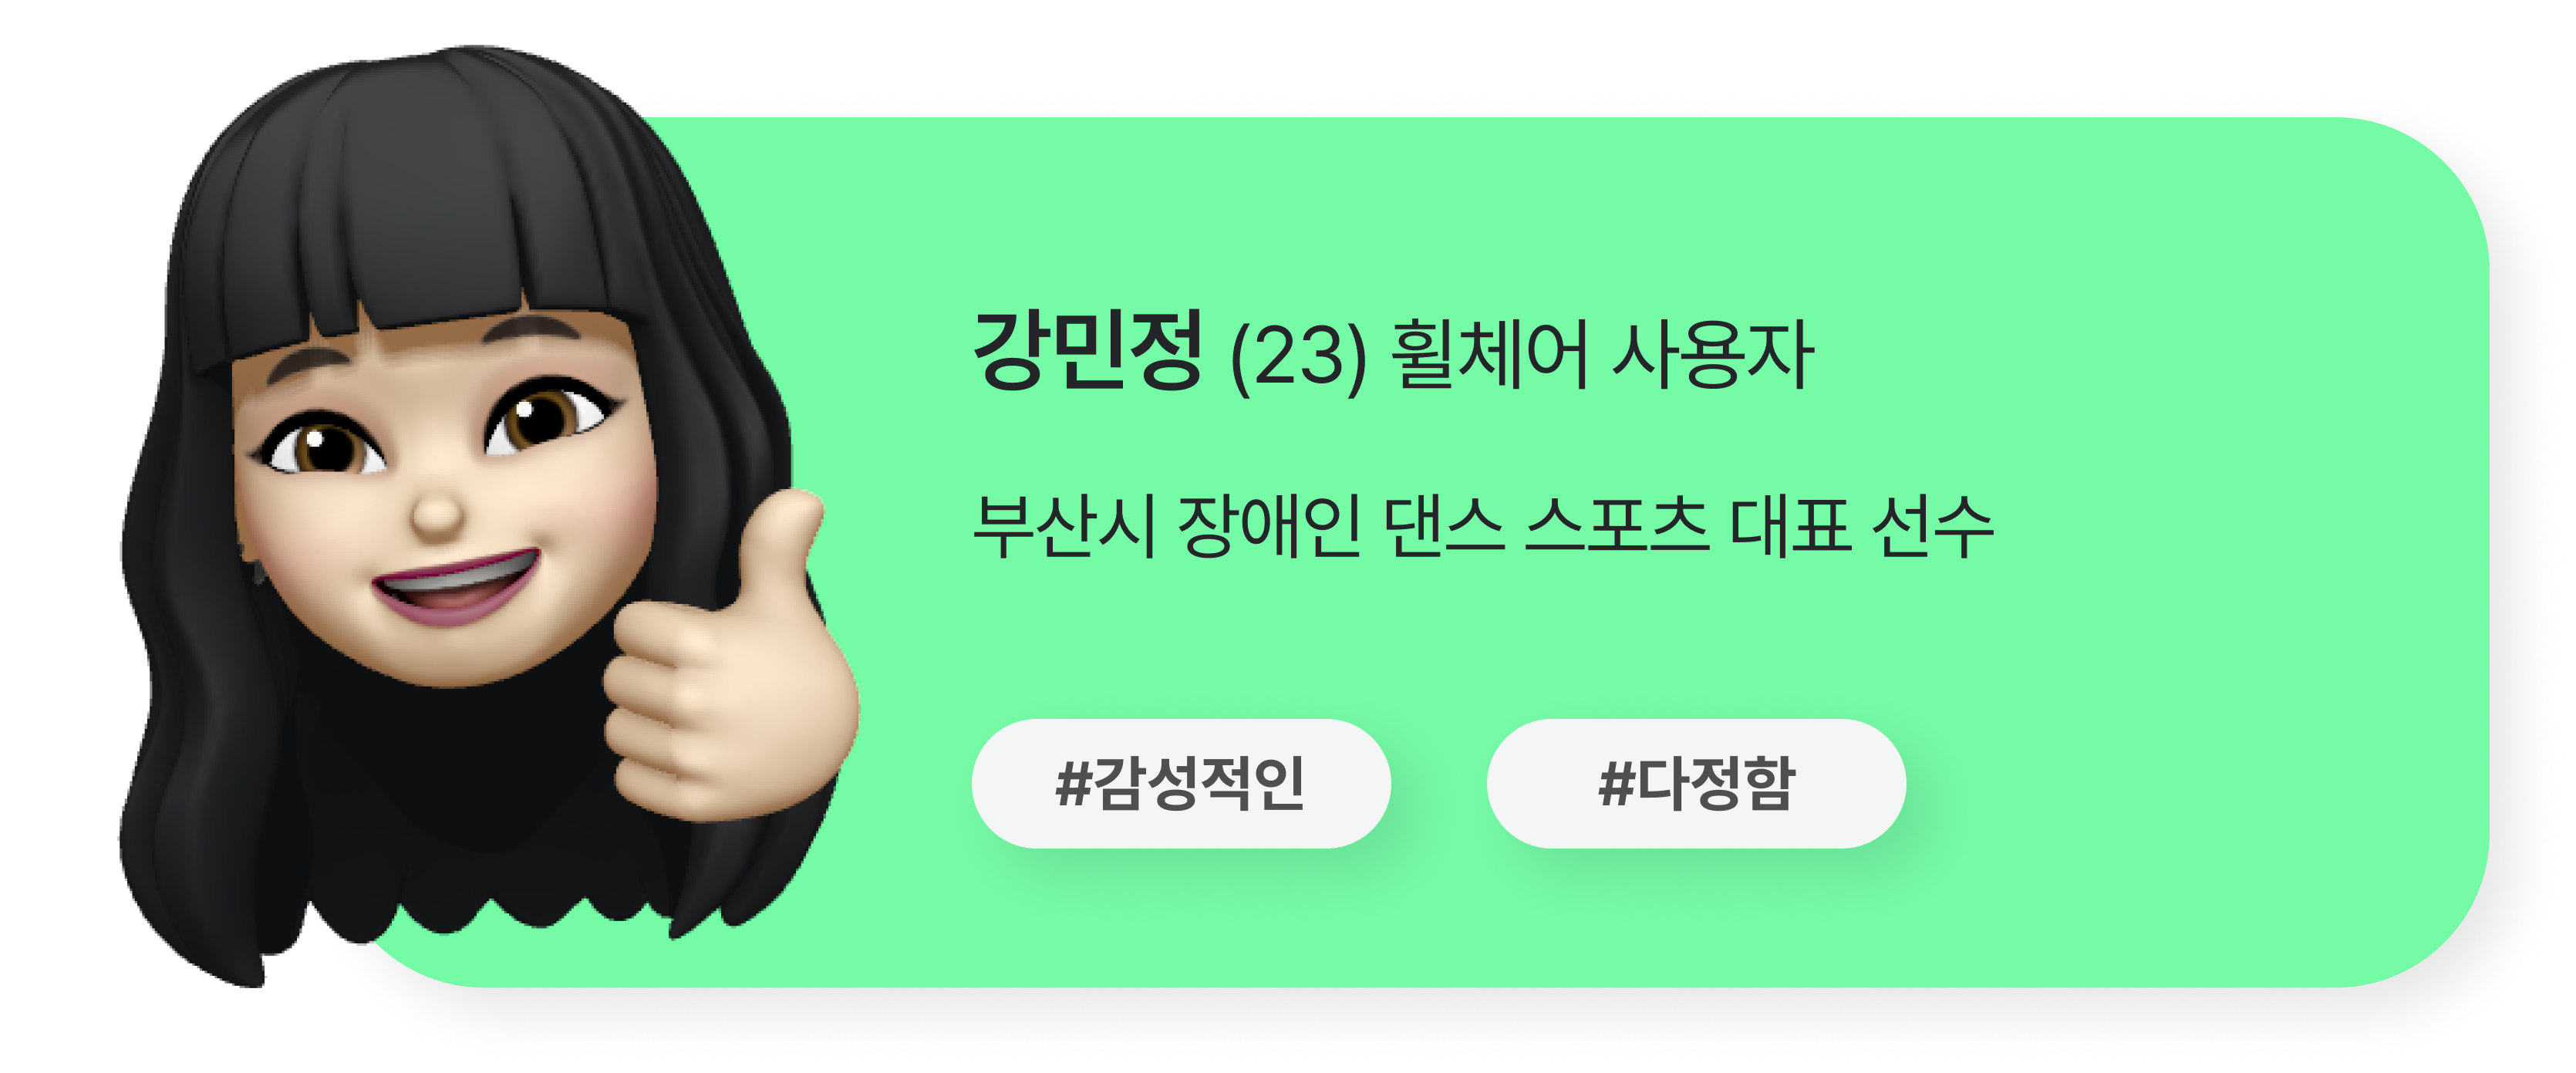 강민정 (23) 휠체어 사용자
부산시 장애인 댄스 스포츠 대표 선수
#감성적인 #다정함